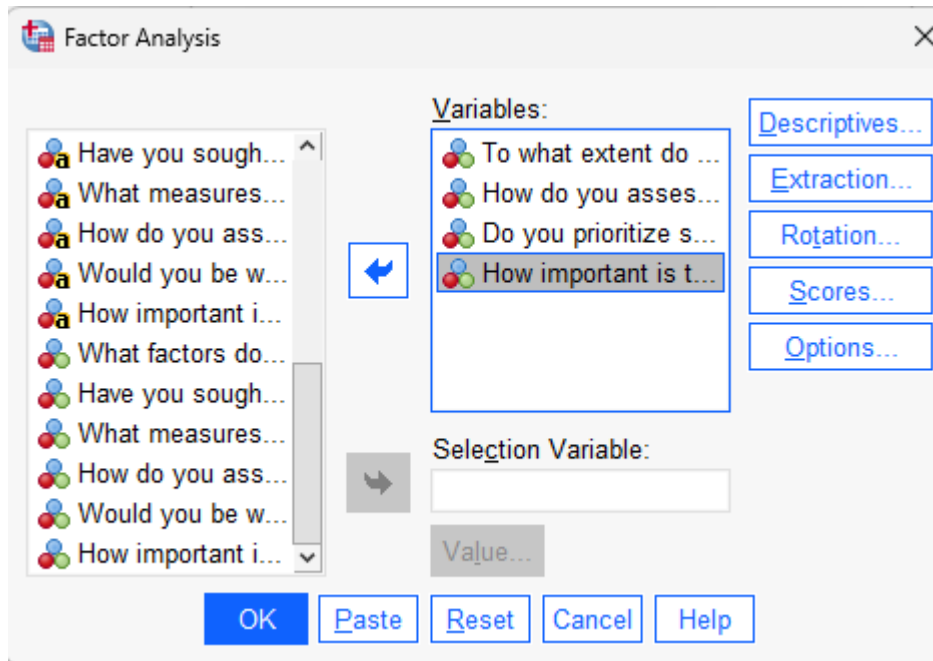 Factor Analysis
Have you sough...
What measures...
How do you ass...
Would you be w...
How important i...
What factors do...
Have you sough...
What measures...
How do you ass...
Would you be w...
How important i...
Variables:
To what extent do ...
How do you asses...
Do you prioritize s...
How important is t...
Selection Variable:
Value...
Descriptives...
Extraction...
Rotation...
Scores...
Options...
OK
Paste
Reset
Cancel
Help